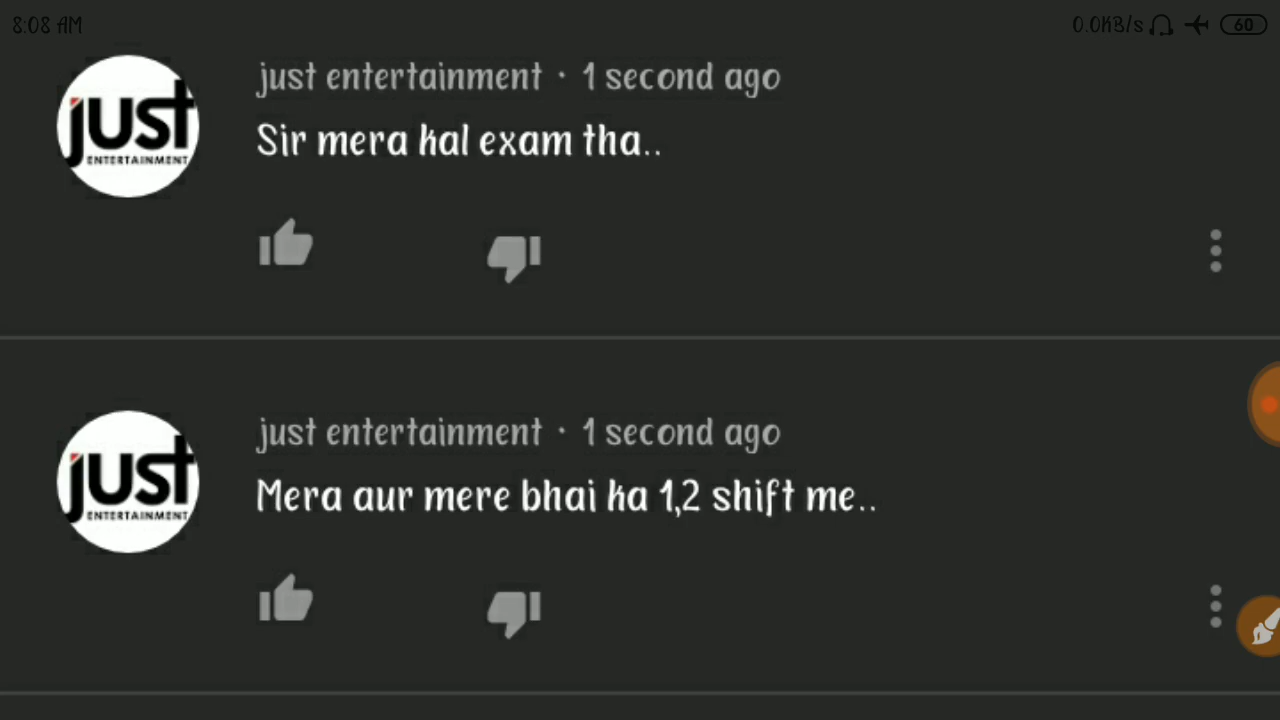 8:08 AM 0.0KB/s 60
just ENTERTAINMENT
just entertainment · 1 second ago
Sir mera kal exam tha..
just ENTERTAINMENT
just entertainment · 1 second ago
Mera aur mere bhai ka 1,2 shift me..